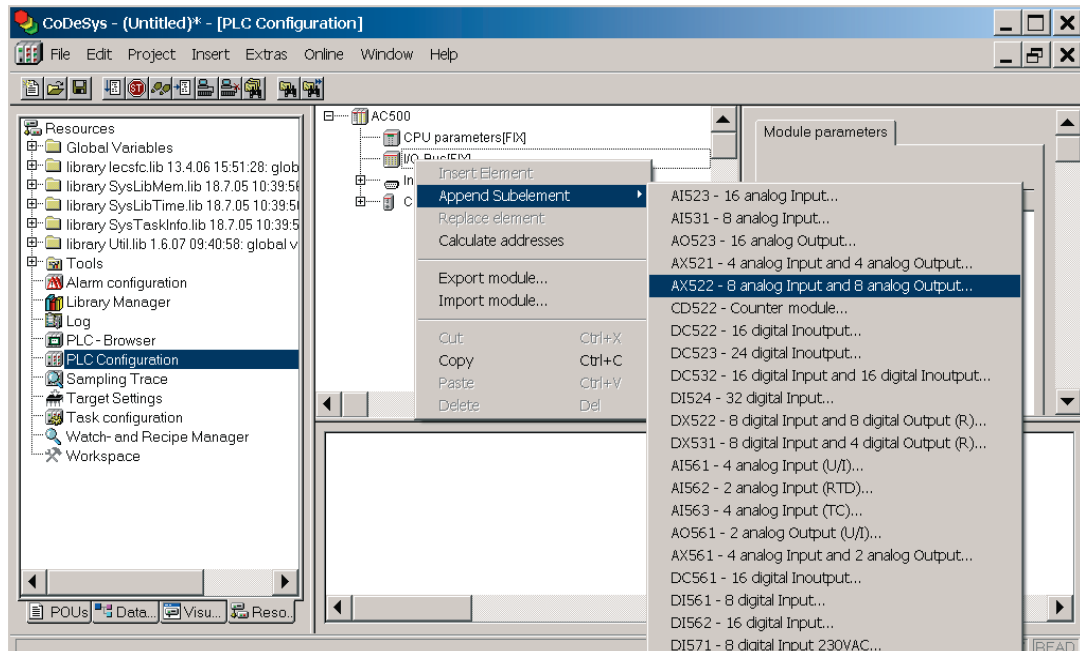 CoDeSys - (Untitled)* - [PLC Configuration]
File Edit Project Insert Extras Online Window Help
Resources
Global Variables
library Iecsfc.lib 13.4.06 15:51:28: glob
library SysLibMem.lib 18.7.05 10:39:56
library SysLibTime.lib 18.7.05 10:39:5
library SysTaskInfo.lib 18.7.05 10:39:5
library Util.lib 1.6.07 09:40:58: global v
Tools
Alarm configuration
Library Manager
Log
PLC - Browser
PLC Configuration
Sampling Trace
Target Settings
Task configuration
Watch- and Recipe Manager
Workspace
POUs Data... Visu... Reso...
AC500
CPU parameters[FIX]
I/O-Bus[FIX]
In
C
Module parameters
Insert Element
Append Subelement
Replace element
Calculate addresses
Export module...
Import module...
Cut Ctrl+X
Copy Ctrl+C
Paste Ctrl+V
Delete Del
AI523 - 16 analog Input...
AI531 - 8 analog Input...
AO523 - 16 analog Output...
AX521 - 4 analog Input and 4 analog Output...
AX522 - 8 analog Input and 8 analog Output...
CD522 - Counter module...
DC522 - 16 digital Inoutput...
DC523 - 24 digital Inoutput...
DC532 - 16 digital Input and 16 digital Inoutput...
DI524 - 32 digital Input...
DX522 - 8 digital Input and 8 digital Output (R)...
DX531 - 8 digital Input and 4 digital Output (R)...
AI561 - 4 analog Input (U/I)...
AI562 - 2 analog Input (RTD)...
AI563 - 4 analog Input (TC)...
AO561 - 2 analog Output (U/I)...
AX561 - 4 analog Input and 2 analog Output...
DC561 - 16 digital Inoutput...
DI561 - 8 digital Input...
DI562 - 16 digital Input...
DI571 - 8 digital Input 230VAC...
READ